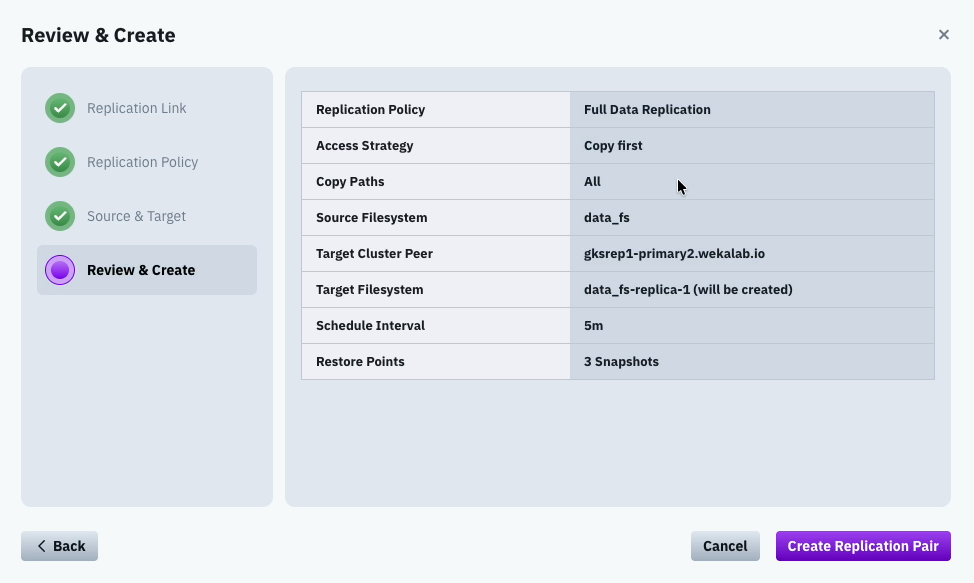 Review & Create
Replication Link
Replication Policy
Source & Target
Review & Create
Replication Policy Full Data Replication
Access Strategy Copy first
Copy Paths All
Source Filesystem data_fs
Target Cluster Peer gksrep1-primary2.wekalab.io
Target Filesystem data_fs-replica-1 (will be created)
Schedule Interval 5m
Restore Points 3 Snapshots
Back
Cancel
Create Replication Pair